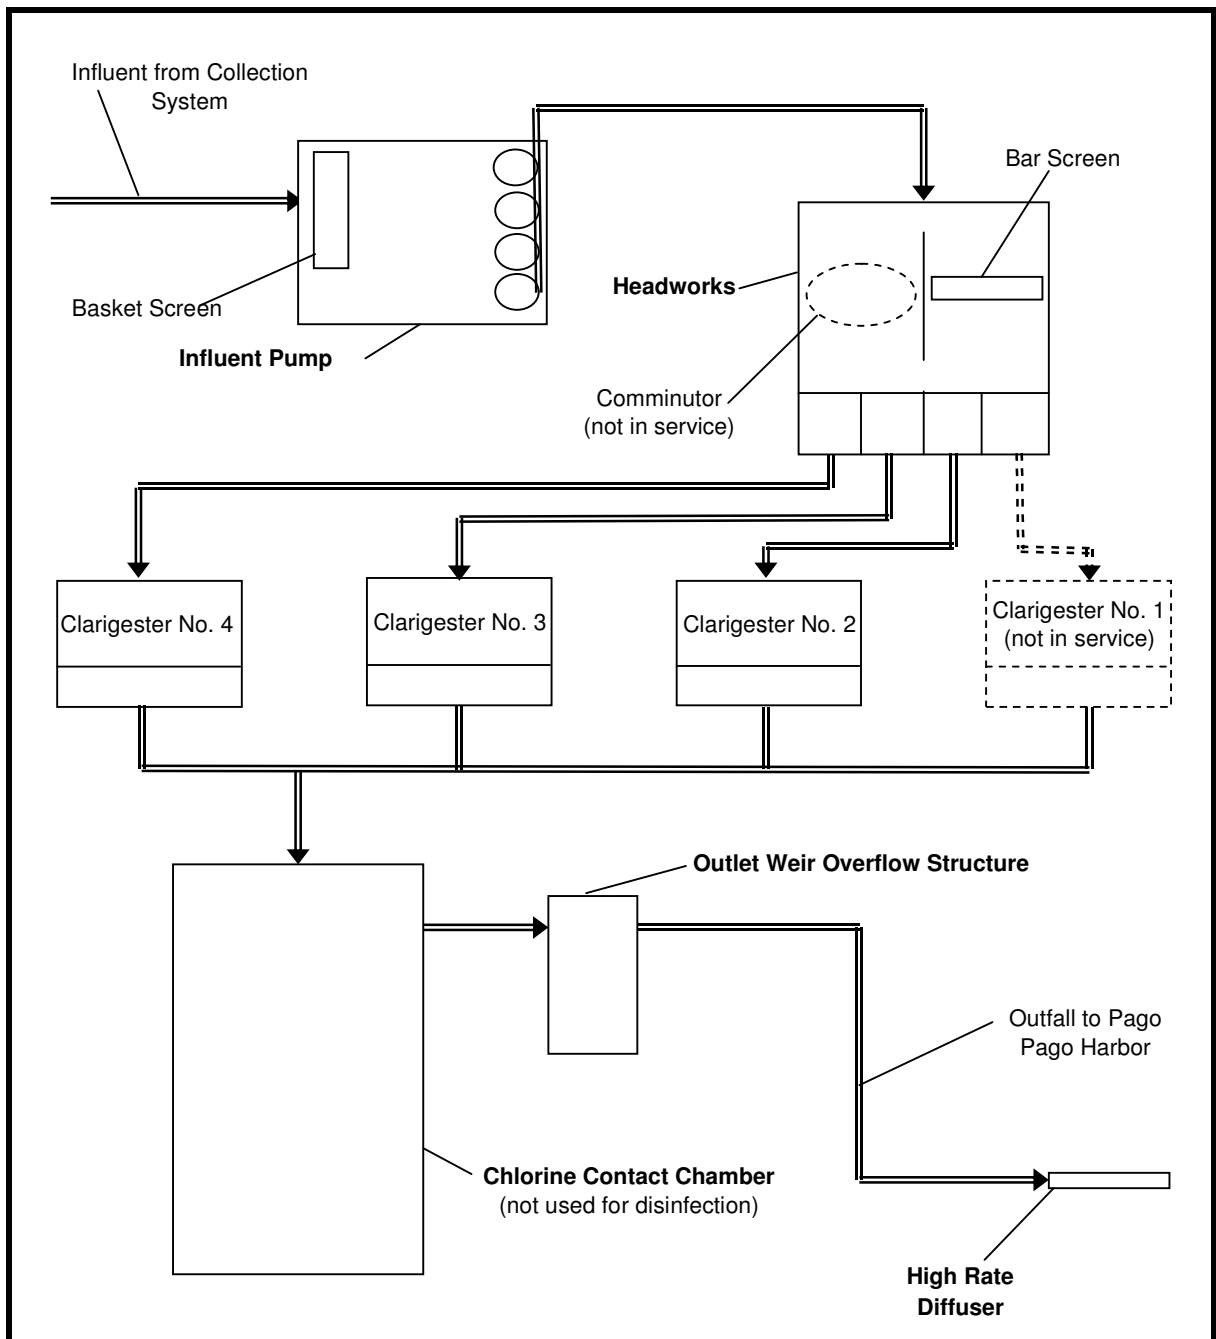 Influent from Collection
System
Bar Screen
Headworks
Basket Screen
Influent Pump
Comminutor
(not in service)
Clarigester No. 4
Clarigester No. 3
Clarigester No. 2
Clarigester No. 1
(not in service)
Outlet Weir Overflow Structure
Outfall to Pago
Pago Harbor
Chlorine Contact Chamber
(not used for disinfection)
High Rate
Diffuser